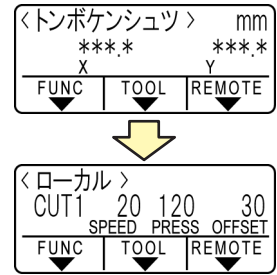 <トンボケンシュツ> mm
***.* ***.*
X Y
FUNC TOOL REMOTE
<ローカル>
CUT1 20 120 30
SPEED PRESS OFFSET
FUNC TOOL REMOTE